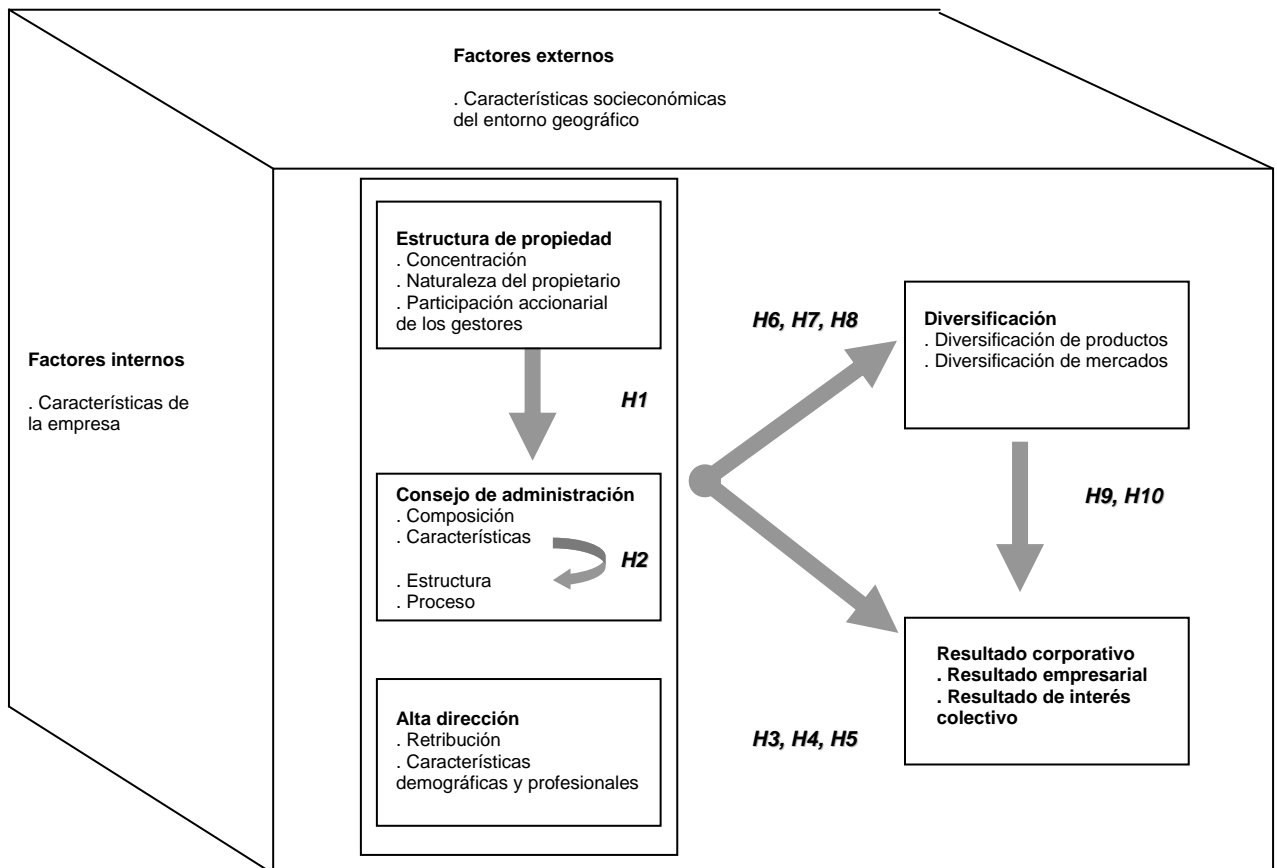 Factores externos
. Características socieconómicas
del entorno geográfico
Factores internos
. Características de
la empresa
Estructura de propiedad
. Concentración
. Naturaleza del propietario
. Participación accionarial
de los gestores
H1
Consejo de administración
. Composición
. Características
. Estructura
. Proceso
H2
Alta dirección
. Retribución
. Características
demográficas y profesionales
H6, H7, H8
Diversificación
. Diversificación de productos
. Diversificación de mercados
H9, H10
Resultado corporativo
. Resultado empresarial
. Resultado de interés
colectivo
H3, H4, H5